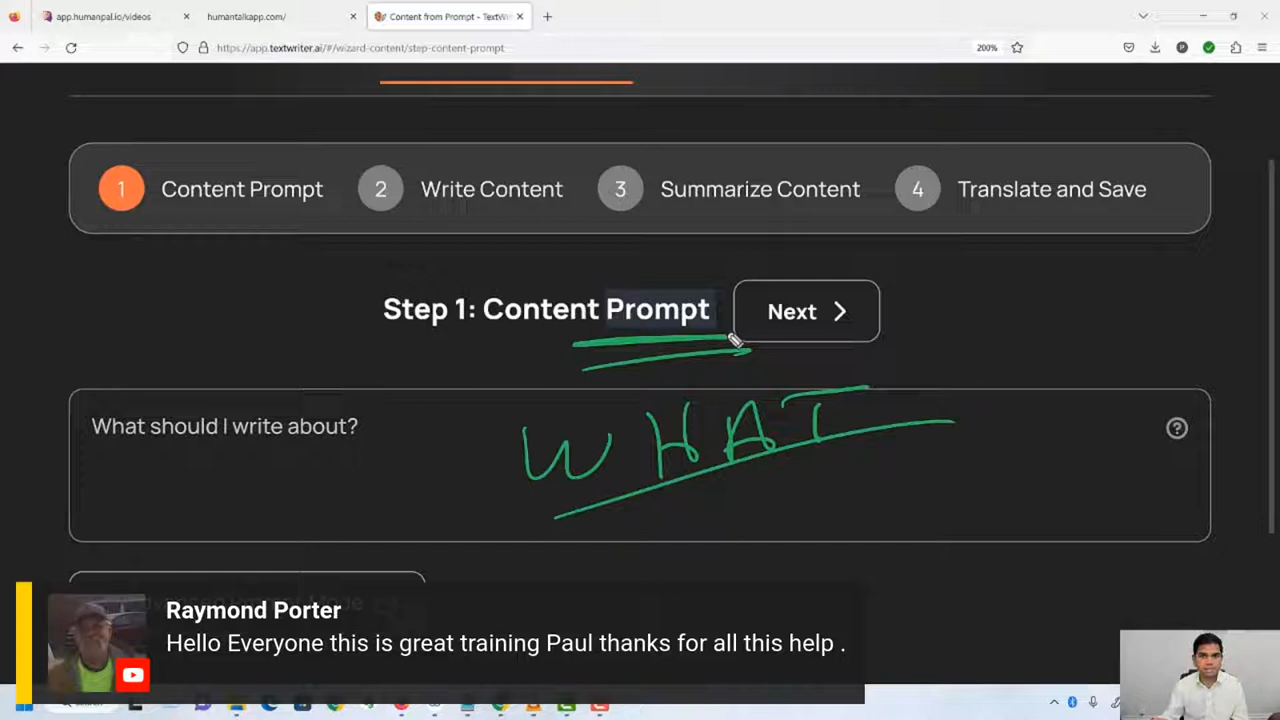 app.humanpal.io/videos
humantalkapp.com/
Content from Prompt - TextWri
https://app.textwriter.ai/#/wizard-content/step-content-prompt
200%
1 Content Prompt 2 Write Content 3 Summarize Content 4 Translate and Save
Step 1: Content Prompt Next
What should I write about?
WHAT
Raymond Porter
Hello Everyone this is great training Paul thanks for all this help .